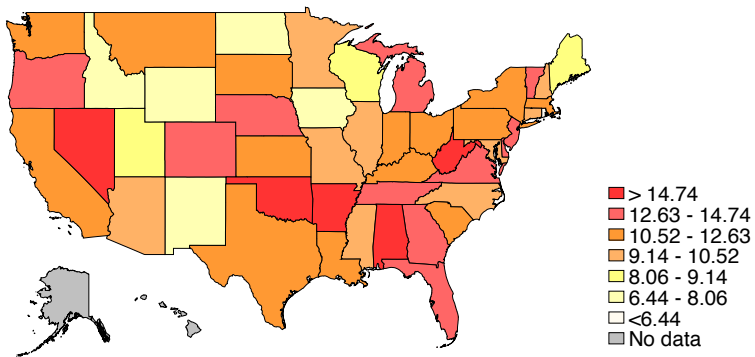 > 14.74
12.63 - 14.74
10.52 - 12.63
9.14 - 10.52
8.06 - 9.14
6.44 - 8.06
<6.44
No data